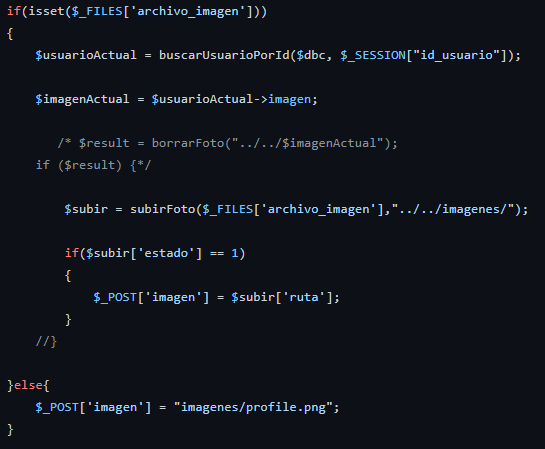 if(isset($_FILES['archivo_imagen']))
{
$usuarioActual = buscarUsuarioPorId($dbc, $_SESSION["id_usuario"]);
$imagenActual = $usuarioActual->imagen;
/* $result = borrarFoto("../../$imagenActual");
if ($result) {*/
$subir = subirFoto($_FILES['archivo_imagen'],"../../imagenes/");
if($subir['estado'] == 1)
{
$_POST['imagen'] = $subir['ruta'];
}
//}
}else{
$_POST['imagen'] = "imagenes/profile.png";
}